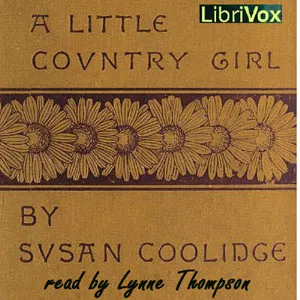 LibriVox
A LITTLE
COVNTRY GIRL
BY
SVSAN COOLIDGE
read by Lynne Thompson